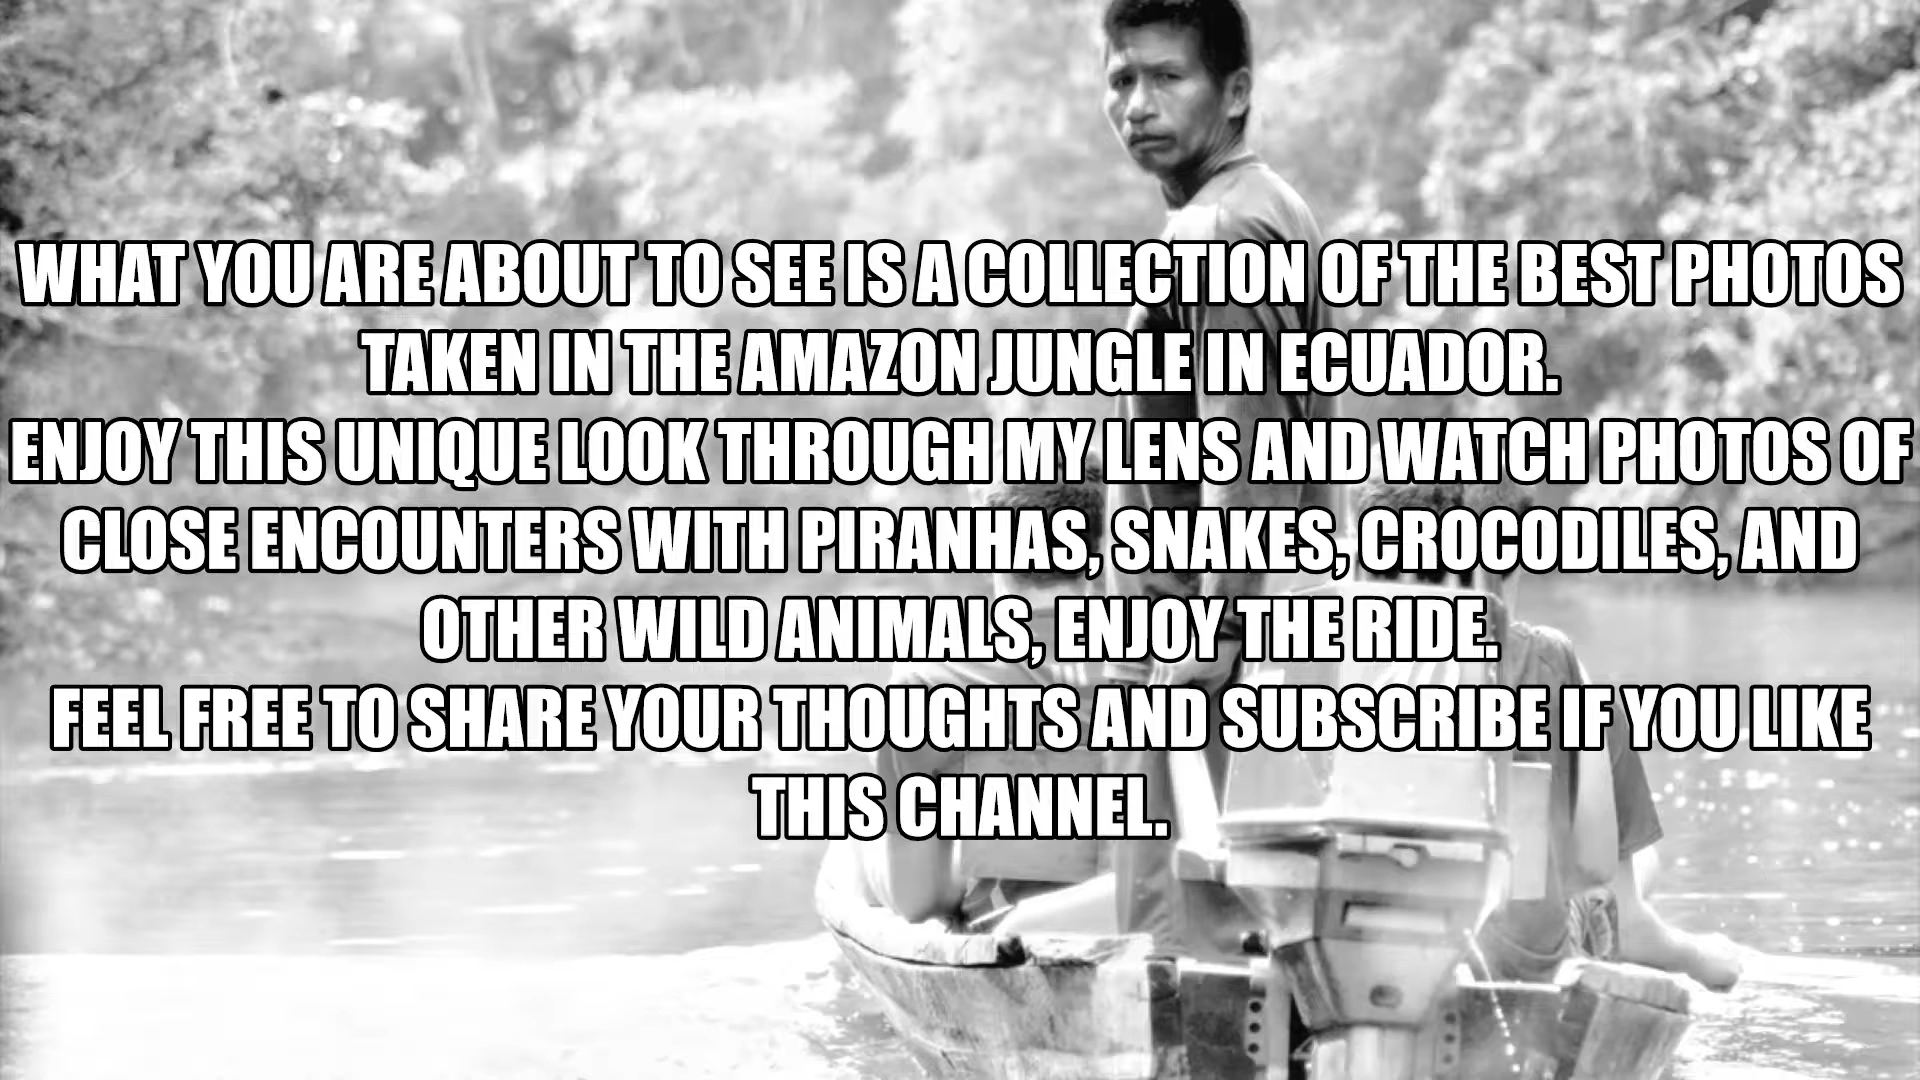 WHAT YOU ARE ABOUT TO SEE IS A COLLECTION OF THE BEST PHOTOS
TAKEN IN THE AMAZON JUNGLE IN ECUADOR.
ENJOY THIS UNIQUE LOOK THROUGH MY LENS AND WATCH PHOTOS OF
CLOSE ENCOUNTERS WITH PIRANHAS, SNAKES, CROCODILES, AND
OTHER WILD ANIMALS, ENJOY THE RIDE.
FEEL FREE TO SHARE YOUR THOUGHTS AND SUBSCRIBE IF YOU LIKE
THIS CHANNEL.